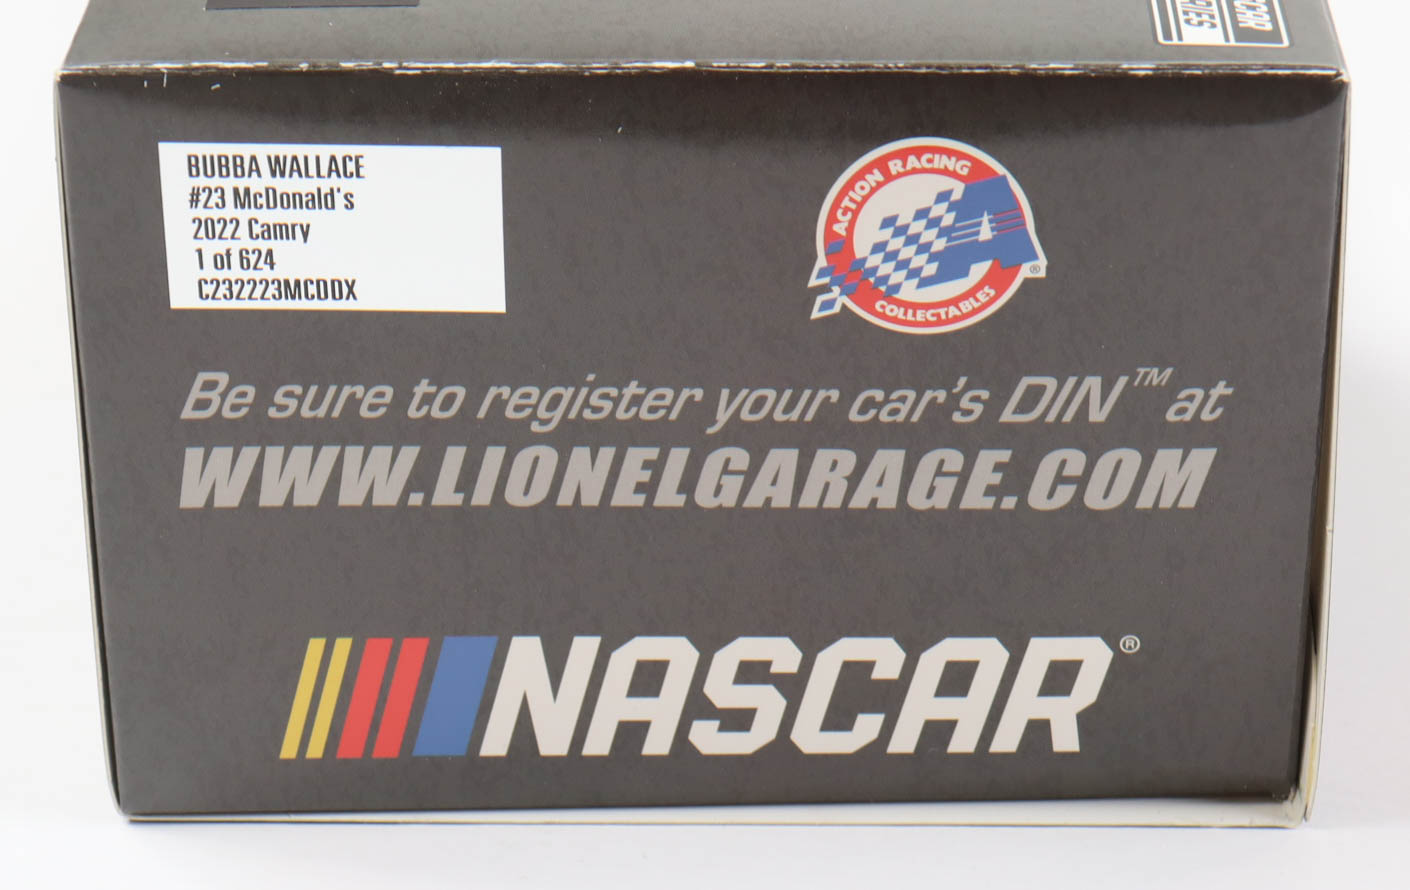 BUBBA WALLACE
#23 McDonald's
2022 Camry
1 of 624
C232223MCDDX
ACTION RACING
COLLECTABLES
®
Be sure to register your car's DIN™ at
WWW.LIONELGARAGE.COM
NASCAR®